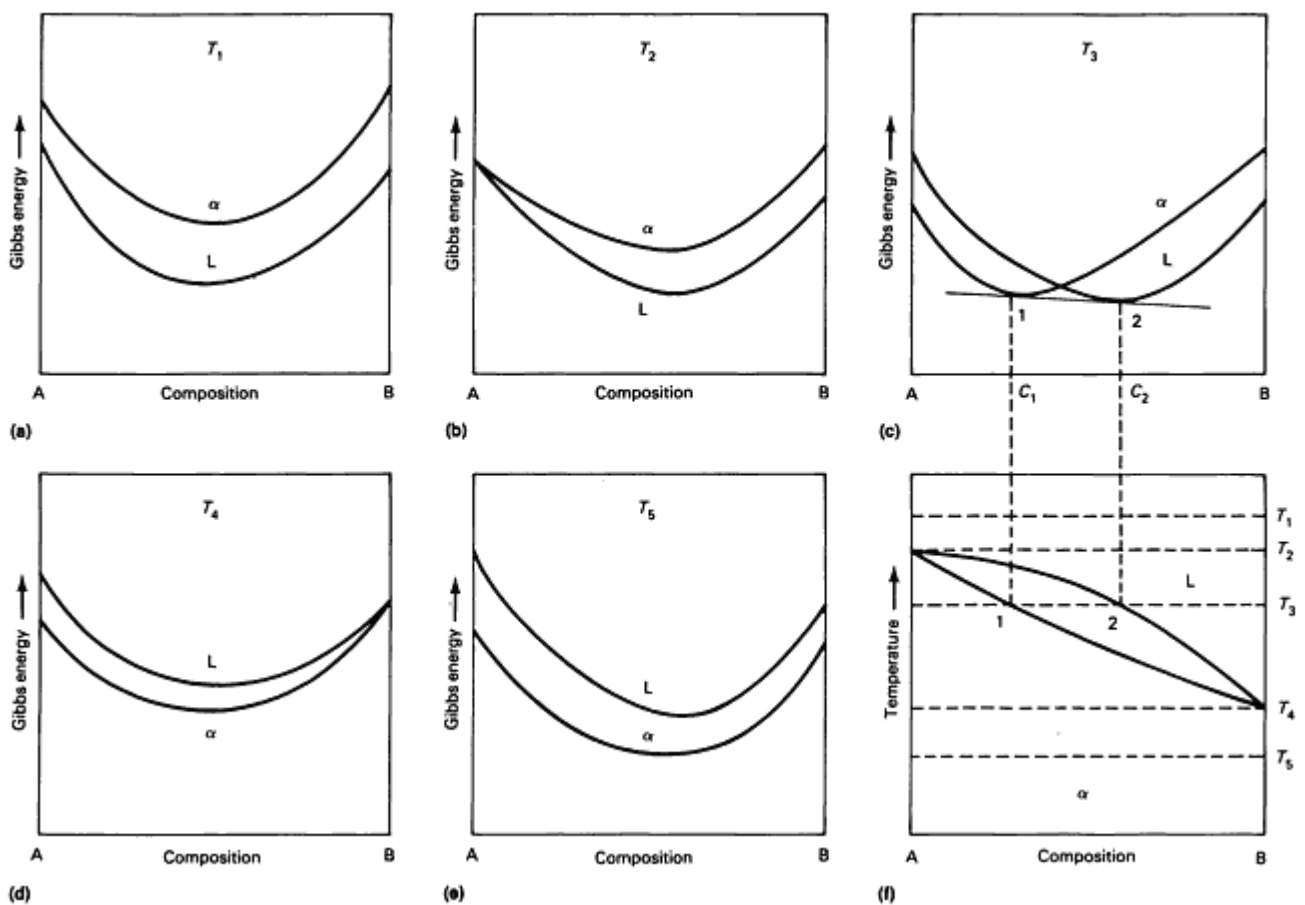 T1
Gibbs energy
α
L
A Composition B
(a)
T2
Gibbs energy
α
L
A Composition B
(b)
T3
Gibbs energy
α
L
1 2
A C1 C2 B
(c)
T4
Gibbs energy
L
α
A Composition B
(d)
T5
Gibbs energy
L
α
A Composition B
(e)
T1
T2
L
T3
1 2
Temperature
T4
T5
α
A Composition B
(f)